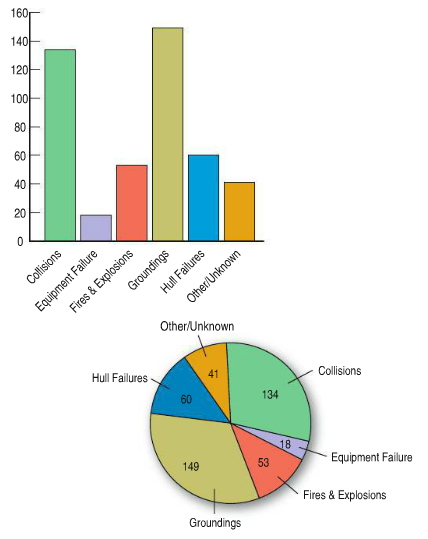 160
140
120
100
80
60
40
20
0
Collisions
Equipment Failure
Fires & Explosions
Groundings
Hull Failures
Other/Unknown
Other/Unknown
Hull Failures
Collisions
41
134
60
18
Equipment Failure
149
53
Fires & Explosions
Groundings